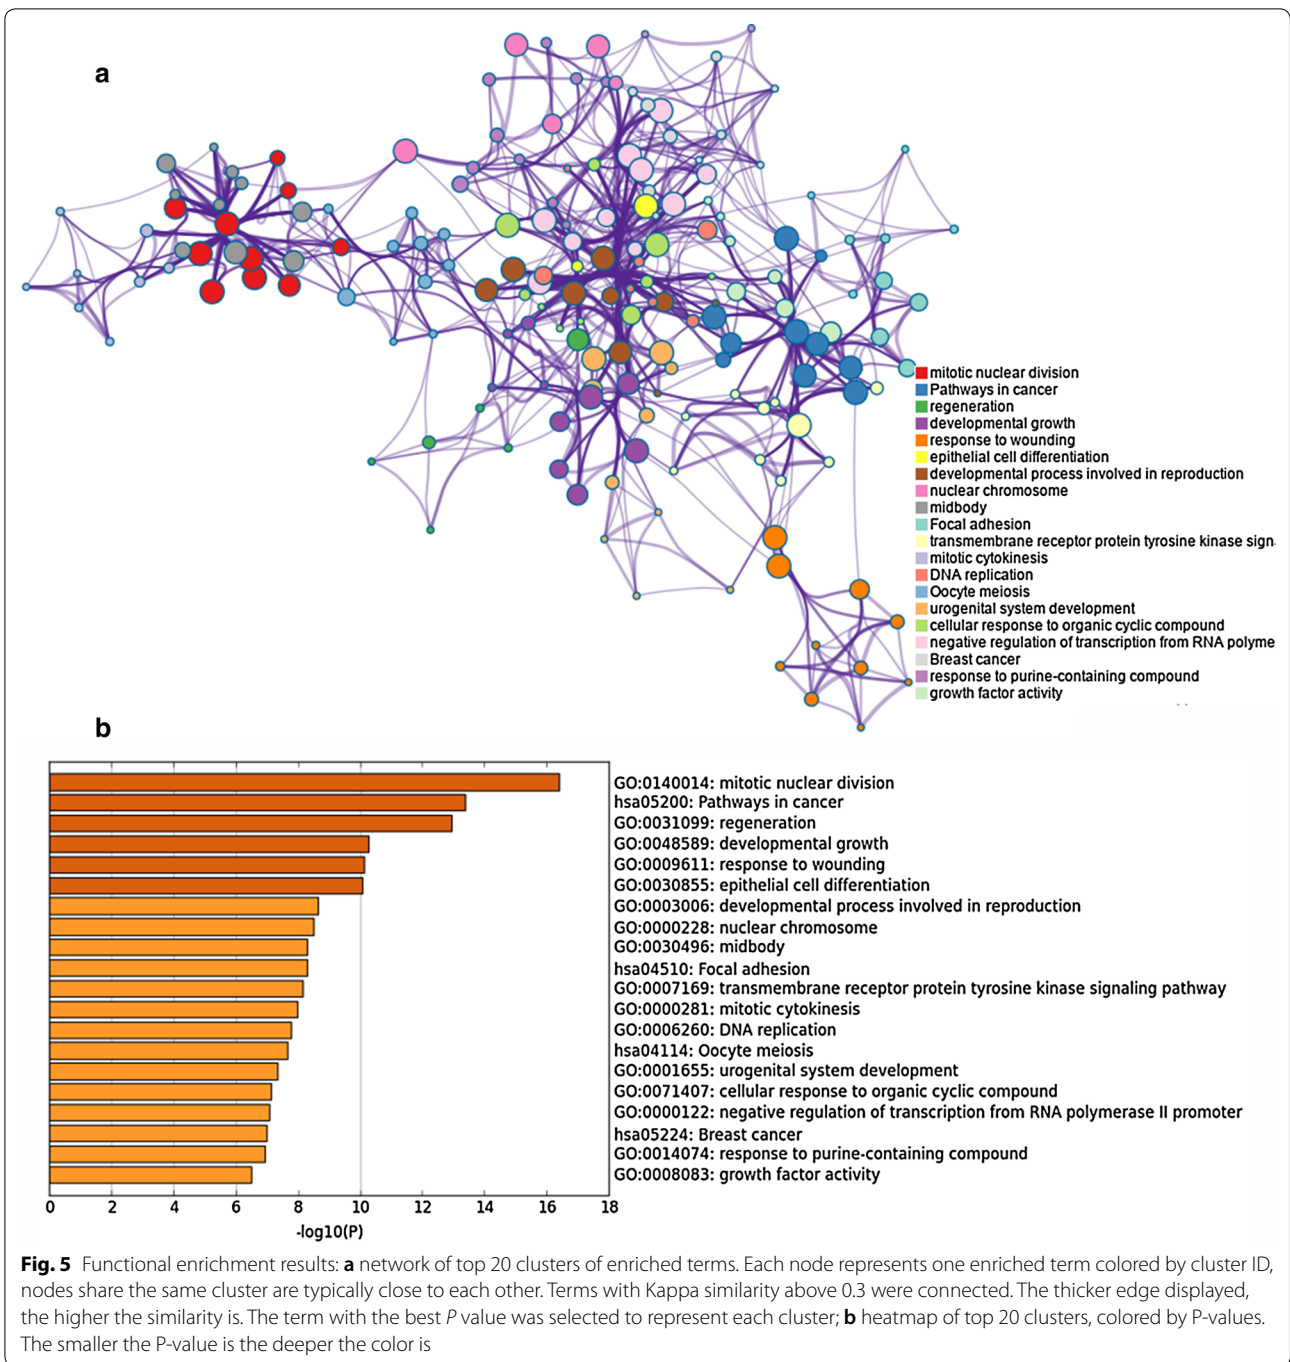 a
mitotic nuclear division
Pathways in cancer
regeneration
developmental growth
response to wounding
epithelial cell differentiation
developmental process involved in reproduction
nuclear chromosome
midbody
Focal adhesion
transmembrane receptor protein tyrosine kinase sign
mitotic cytokinesis
DNA replication
Oocyte meiosis
urogenital system development
cellular response to organic cyclic compound
negative regulation of transcription from RNA polyme
Breast cancer
response to purine-containing compound
growth factor activity
b
GO:0140014: mitotic nuclear division
hsa05200: Pathways in cancer
GO:0031099: regeneration
GO:0048589: developmental growth
GO:0009611: response to wounding
GO:0030855: epithelial cell differentiation
GO:0003006: developmental process involved in reproduction
GO:0000228: nuclear chromosome
GO:0030496: midbody
hsa04510: Focal adhesion
GO:0007169: transmembrane receptor protein tyrosine kinase signaling pathway
GO:0000281: mitotic cytokinesis
GO:0006260: DNA replication
hsa04114: Oocyte meiosis
GO:0001655: urogenital system development
GO:0071407: cellular response to organic cyclic compound
GO:0000122: negative regulation of transcription from RNA polymerase II promoter
hsa05224: Breast cancer
GO:0014074: response to purine-containing compound
GO:0008083: growth factor activity
0 2 4 6 8 10 12 14 16 18
-log10(P)
Fig. 5 Functional enrichment results: a network of top 20 clusters of enriched terms. Each node represents one enriched term colored by cluster ID,
nodes share the same cluster are typically close to each other. Terms with Kappa similarity above 0.3 were connected. The thicker edge displayed,
the higher the similarity is. The term with the best P value was selected to represent each cluster; b heatmap of top 20 clusters, colored by P-values.
The smaller the P-value is the deeper the color is